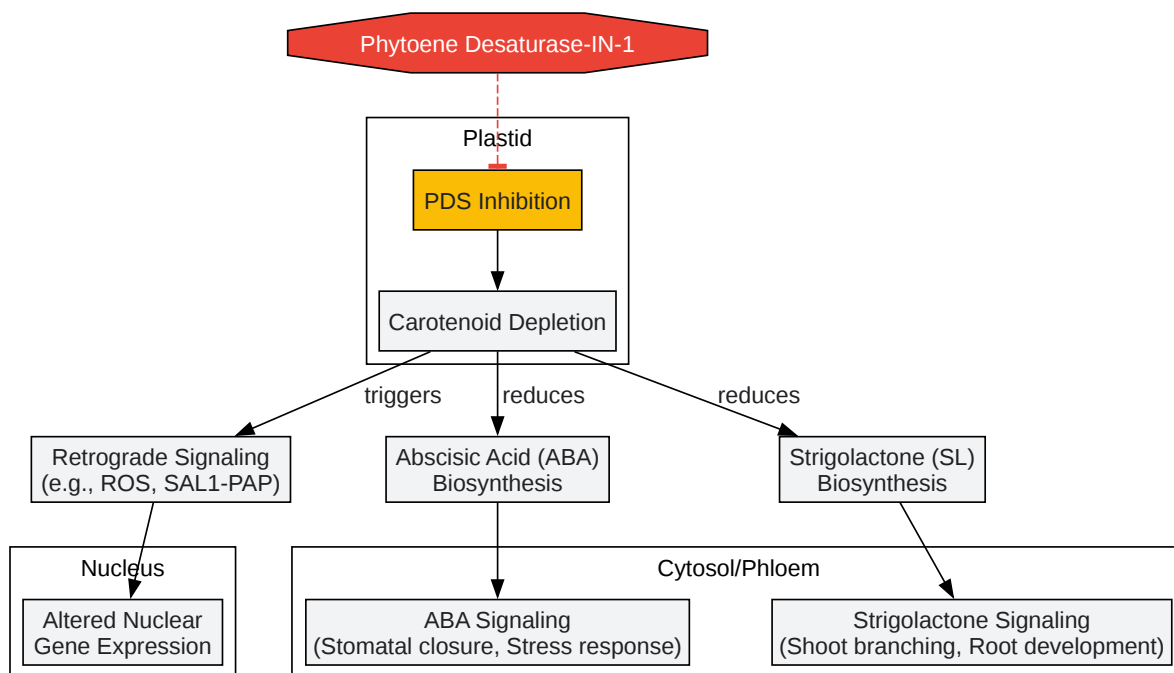 Phytoene Desaturase-IN-1
Plastid
PDS Inhibition
Carotenoid Depletion
triggers
reduces
reduces
Retrograde Signaling
(e.g., ROS, SAL1-PAP)
Abscisic Acid (ABA)
Biosynthesis
Strigolactone (SL)
Biosynthesis
Nucleus
Altered Nuclear
Gene Expression
Cytosol/Phloem
ABA Signaling
(Stomatal closure, Stress response)
Strigolactone Signaling
(Shoot branching, Root development)